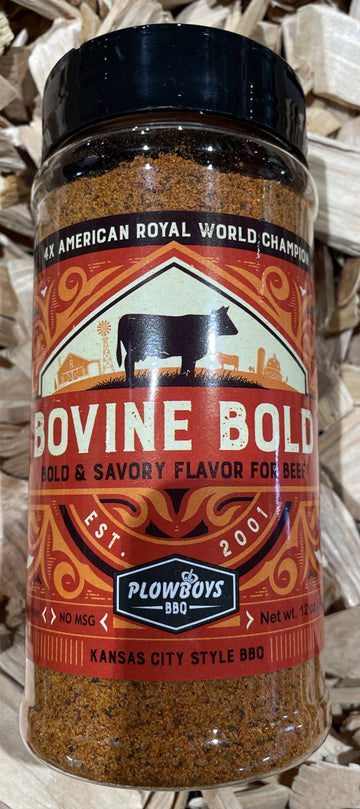 4X AMERICAN ROYAL WORLD CHAMPION
BOVINE BOLD
BOLD & SAVORY FLAVOR FOR BEEF
EST. 2001
PLOWBOYS
BBQ
NO MSG
Net wt. 12 oz
KANSAS CITY STYLE BBQ